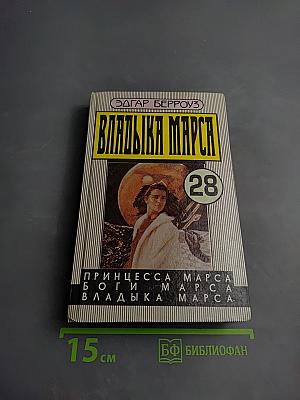 ЭДГАР БЕРРОУЗ
ВЛАДЫКА МАРСА
28
ПРИНЦЕССА МАРСА
БОГИ МАРСА
ВЛАДЫКА МАРСА
15 см
БФ БИБЛИОФАН